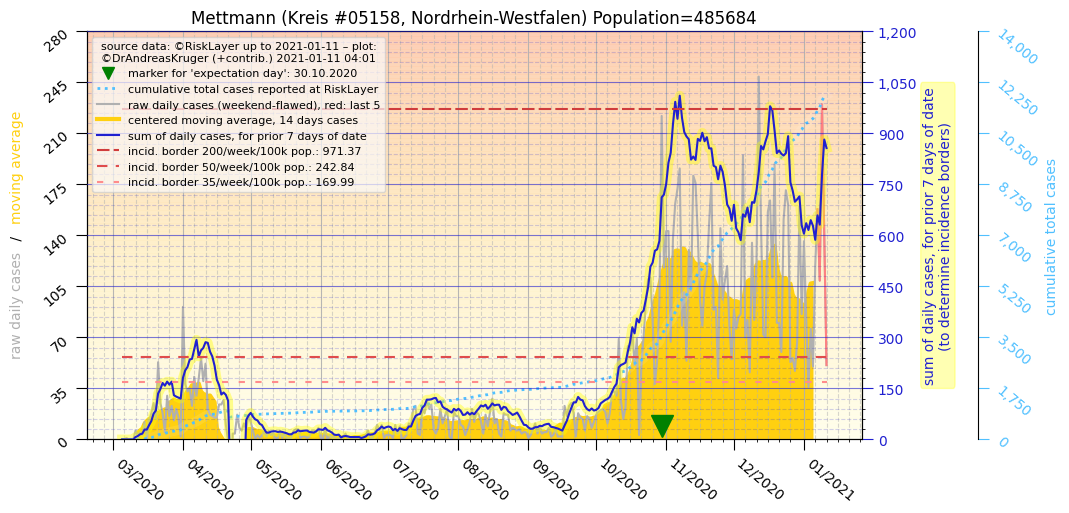 Mettmann (Kreis #05158, Nordrhein-Westfalen) Population=485684
source data: ©RiskLayer up to 2021-01-11 – plot:
©DrAndreasKruger (+contrib.) 2021-01-11 04:01
marker for 'expectation day': 30.10.2020
cumulative total cases reported at RiskLayer
raw daily cases (weekend-flawed), red: last 5
centered moving average, 14 days cases
sum of daily cases, for prior 7 days of date
incid. border 200/week/100k pop.: 971.37
incid. border 50/week/100k pop.: 242.84
incid. border 35/week/100k pop.: 169.99
raw daily cases / moving average
280
245
210
175
140
105
70
35
0
03/2020
04/2020
05/2020
06/2020
07/2020
08/2020
09/2020
10/2020
11/2020
12/2020
01/2021
1,200
1,050
900
750
600
450
300
150
0
sum of daily cases, for prior 7 days of date
(to determine incidence borders)
14,000
12,250
10,500
8,750
7,000
5,250
3,500
1,750
0
cumulative total cases